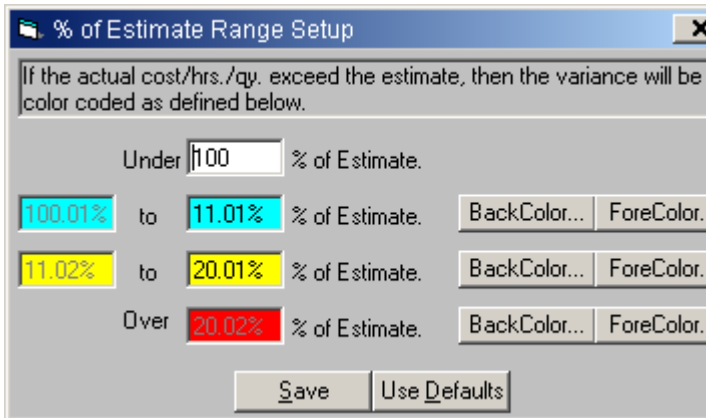 % of Estimate Range Setup
If the actual cost/hrs./qy. exceed the estimate, then the variance will be
color coded as defined below.
Under 100 % of Estimate.
100.01% to 11.01% % of Estimate. BackColor... ForeColor.
11.02% to 20.01% % of Estimate. BackColor... ForeColor.
Over 20.02% % of Estimate. BackColor... ForeColor.
Save Use Defaults